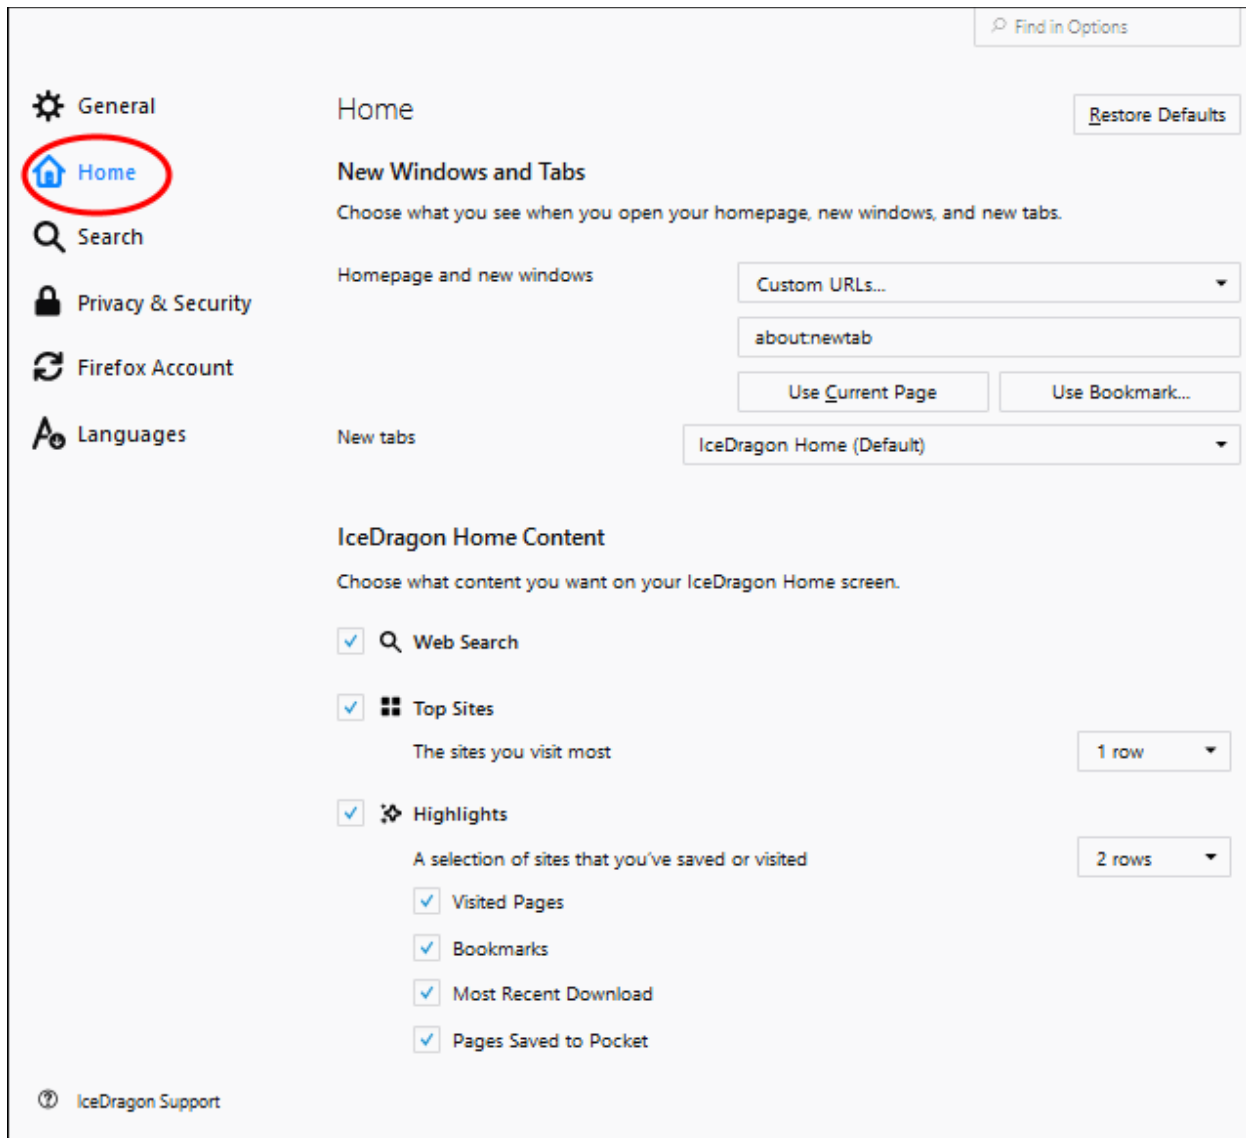 Find in Options
General
Home
Search
Privacy & Security
Firefox Account
Languages
Home
Restore Defaults
New Windows and Tabs
Choose what you see when you open your homepage, new windows, and new tabs.
Homepage and new windows
Custom URLs...
about:newtab
Use Current Page
Use Bookmark...
New tabs
IceDragon Home (Default)
IceDragon Home Content
Choose what content you want on your IceDragon Home screen.
Web Search
Top Sites
The sites you visit most
1 row
Highlights
A selection of sites that you've saved or visited
2 rows
Visited Pages
Bookmarks
Most Recent Download
Pages Saved to Pocket
IceDragon Support